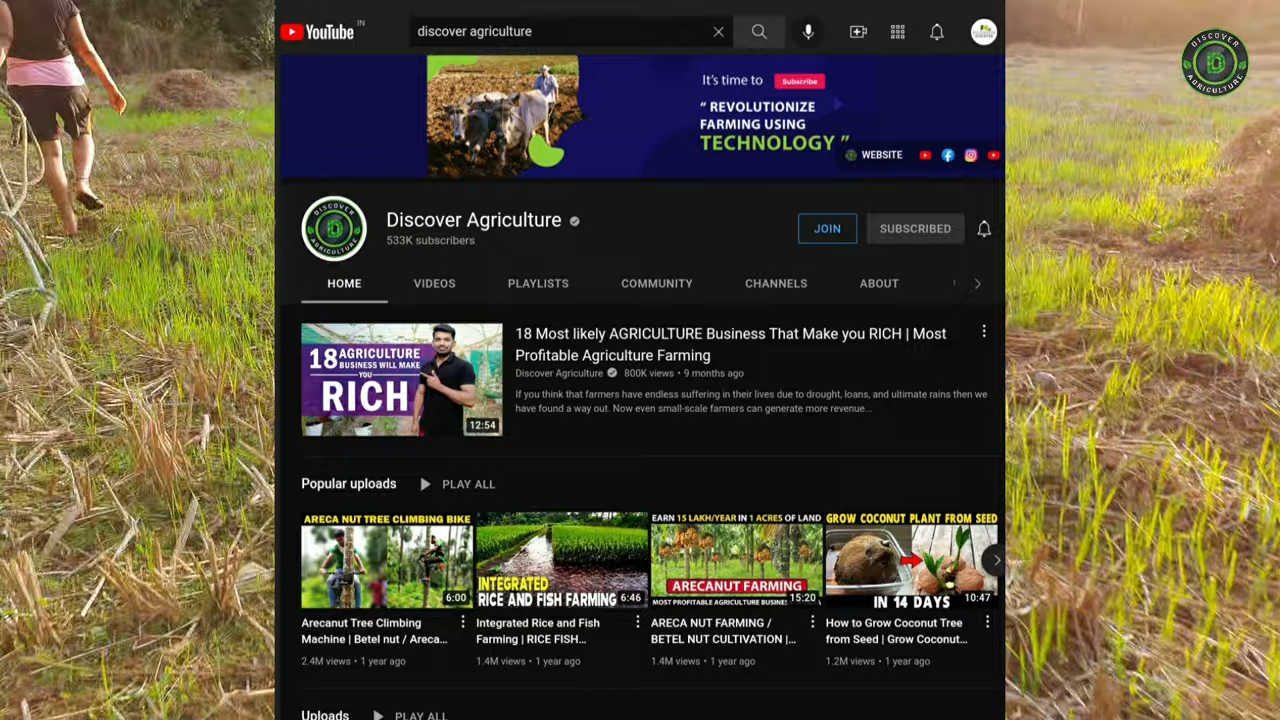 YouTube IN
discover agriculture
It's time to Subscribe
" REVOLUTIONIZE
FARMING USING
TECHNOLOGY "
WEBSITE
DISCOVER AGRICULTURE
D
DISCOVER AGRICULTURE
D
Discover Agriculture
533K subscribers
JOIN
SUBSCRIBED
HOME VIDEOS PLAYLISTS COMMUNITY CHANNELS ABOUT
18 AGRICULTURE
BUSINESS WILL MAKE
YOU
RICH
12:54
18 Most likely AGRICULTURE Business That Make you RICH | Most
Profitable Agriculture Farming
Discover Agriculture 800K views • 9 months ago
If you think that farmers have endless suffering in their lives due to drought, loans, and ultimate rains then we
have found a way out. Now even small-scale farmers can generate more revenue...
Popular uploads PLAY ALL
ARECA NUT TREE CLIMBING BIKE
6:00
Arecanut Tree Climbing
Machine | Betel nut / Areca...
2.4M views • 1 year ago
INTEGRATED
RICE AND FISH FARMING
6:46
Integrated Rice and Fish
Farming | RICE FISH...
1.4M views • 1 year ago
EARN 15 LAKH/YEAR IN 1 ACRES OF LAND
ARECANUT FARMING
MOST PROFITABLE AGRICULTURE
15:20
ARECA NUT FARMING /
BETEL NUT CULTIVATION |...
1.4M views • 1 year ago
GROW COCONUT PLANT FROM SEED
IN 14 DAYS
10:47
How to Grow Coconut Tree
from Seed | Grow Coconut...
1.2M views • 1 year ago
Uploads PLAY ALL